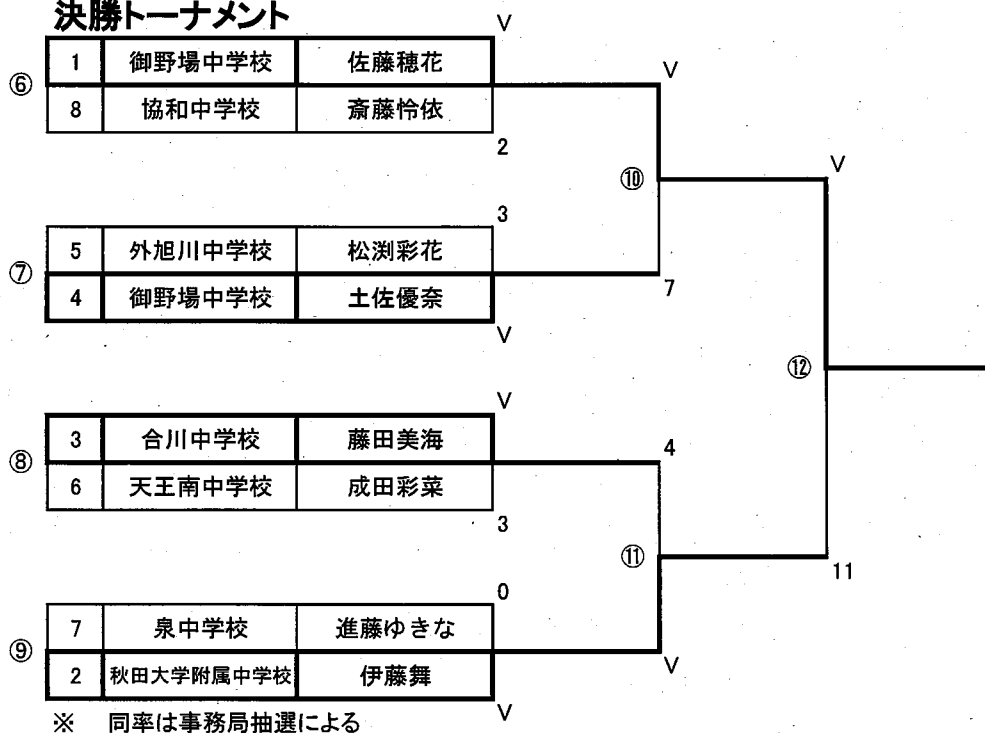 決勝トーナメント
V
⑥ 1 御野場中学校 佐藤穂花 V
8 協和中学校 斎藤怜依
2
⑩ V
3
⑦ 5 外旭川中学校 松渕彩花
4 御野場中学校 土佐優奈 7
V
⑫
V
⑧ 3 合川中学校 藤田美海 4
6 天王南中学校 成田彩菜
3
⑪ 11
0
⑨ 7 泉中学校 進藤ゆきな
2 秋田大学附属中学校 伊藤舞 V
V
※ 同率は事務局抽選による